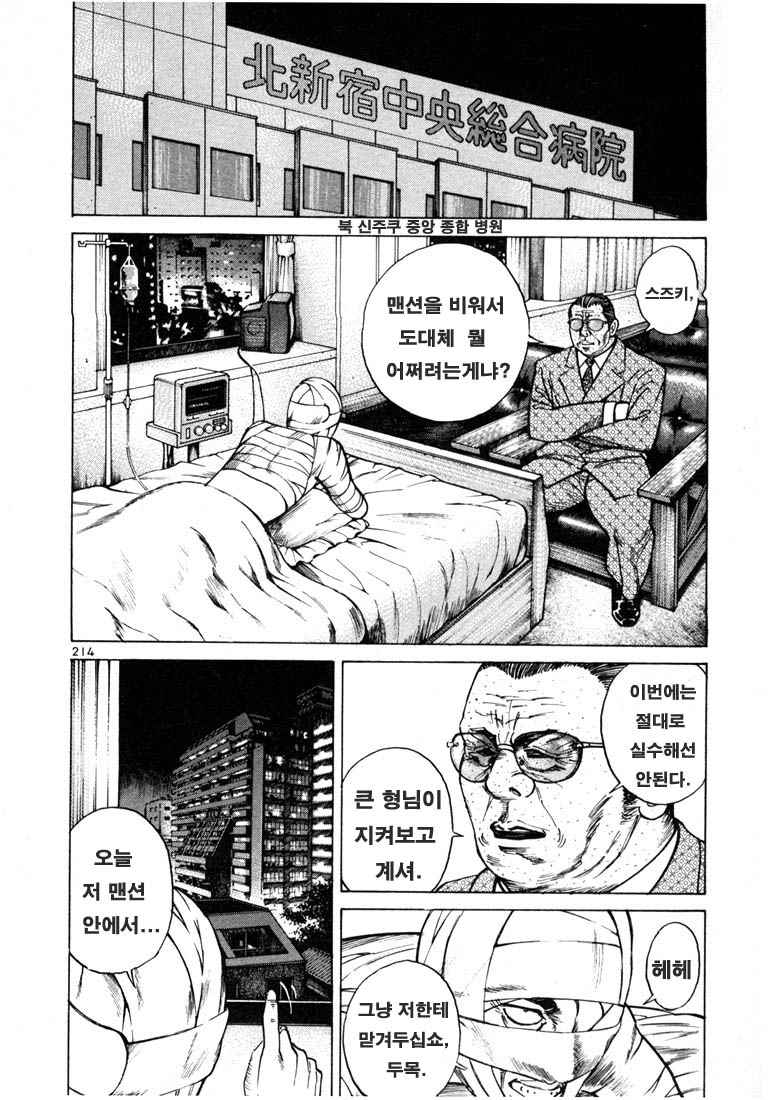 北新宿中央総合病院
북 신주쿠 중앙 종합 병원
스즈키,
맨션을 비워서
도대체 뭘
어쩌려는게냐?
214
이번에는
절대로
실수해선
안된다.
큰 형님이
지켜보고
계셔.
헤헤
그냥 저한테
맡겨두십쇼,
두목.
오늘
저 맨션
안에서...